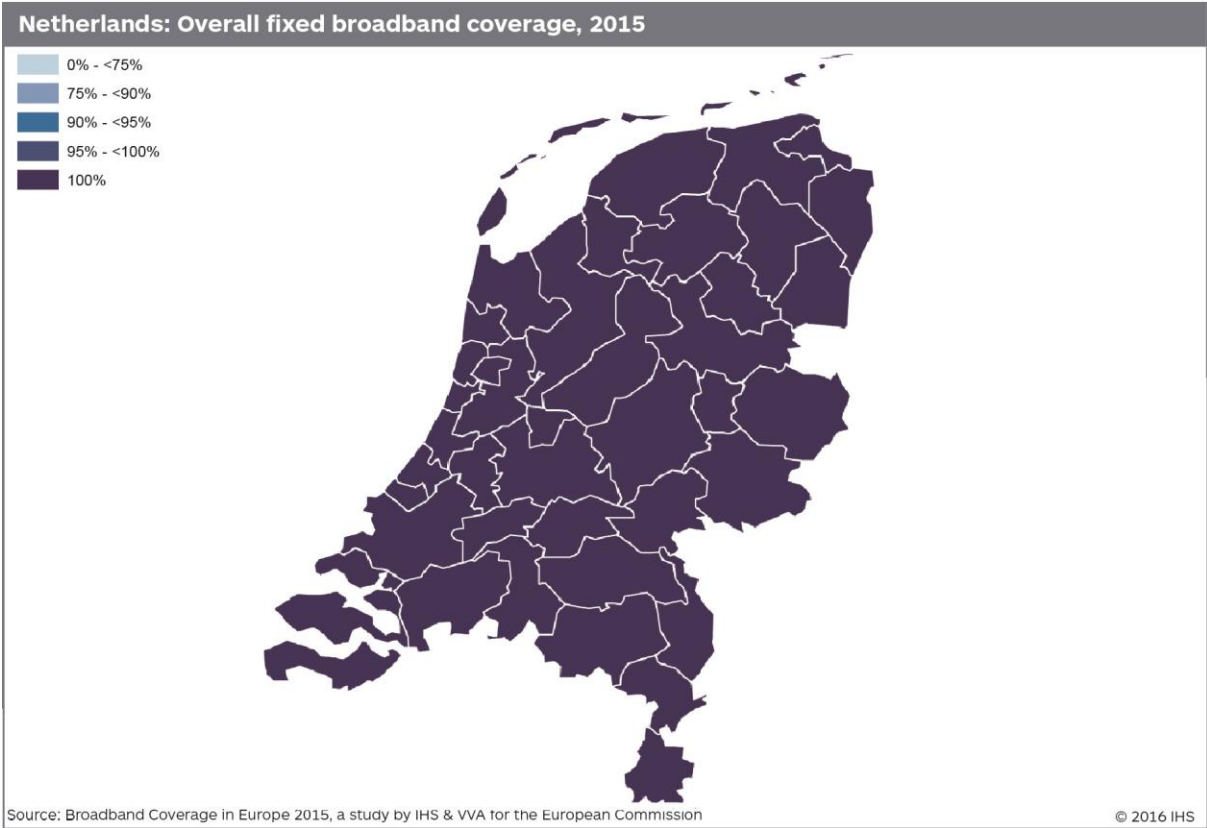 Netherlands: Overall fixed broadband coverage, 2015
0% - <75%
75% - <90%
90% - <95%
95% - <100%
100%
Source: Broadband Coverage in Europe 2015, a study by IHS & VVA for the European Commission
© 2016 IHS